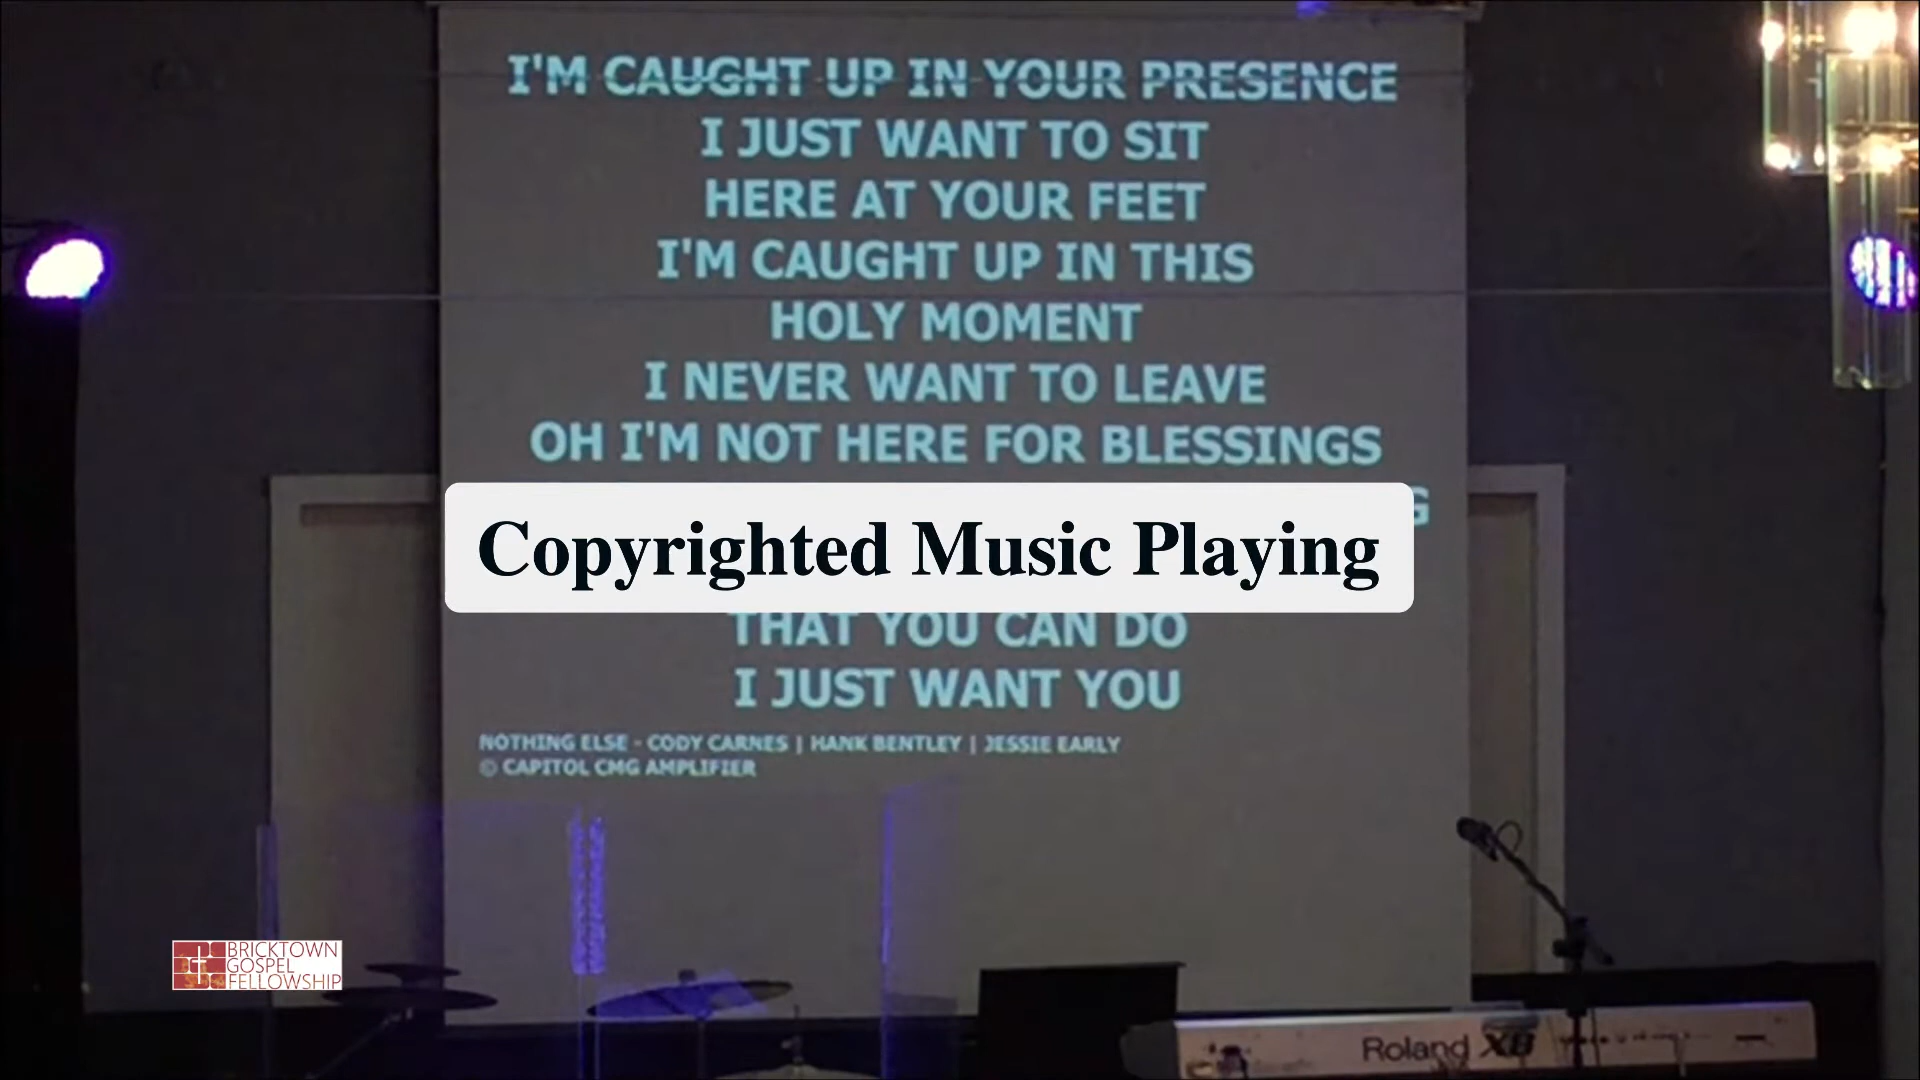 I'M CAUGHT UP IN YOUR PRESENCE
I JUST WANT TO SIT
HERE AT YOUR FEET
I'M CAUGHT UP IN THIS
HOLY MOMENT
I NEVER WANT TO LEAVE
OH I'M NOT HERE FOR BLESSINGS
Copyrighted Music Playing
THAT YOU CAN DO
I JUST WANT YOU
NOTHING ELSE - CODY CARNES | HANK BENTLEY | JESSIE EARLY
© CAPITOL CMG AMPLIFIER
BRICKTOWN
GOSPEL
FELLOWSHIP
Roland X8